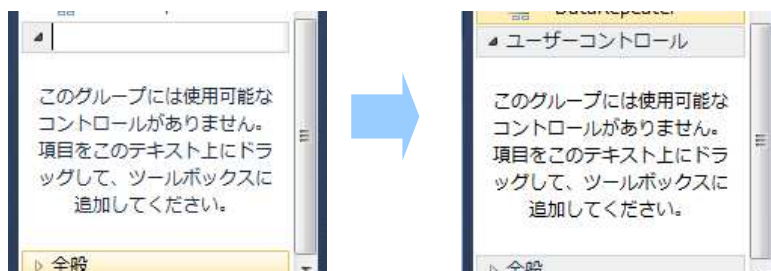 このグループには使用可能な
コントロールがありません。
項目をこのテキスト上にドラ
ッグして、ツールボックスに
追加してください。
全般
DataRepeater
ユーザーコントロール
このグループには使用可能な
コントロールがありません。
項目をこのテキスト上にドラ
ッグして、ツールボックスに
追加してください。
全般